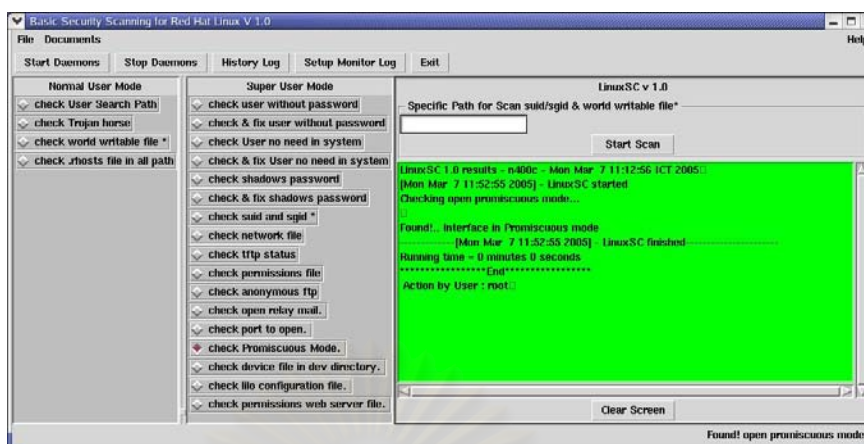 Basic Security Scanning for Red Hat Linux V 1.0
File Documents Help
Start Daemons Stop Daemons History Log Setup Monitor Log Exit
Normal User Mode
check User Search Path
check Trojan horse
check world writable file *
check .rhosts file in all path
Super User Mode
check user without password
check & fix user without password
check User no need in system
check & fix User no need in system
check shadows password
check & fix shadows password
check suid and sgid *
check network file
check tftp status
check permissions file
check anonymous ftp
check open relay mail.
check port to open.
check Promiscuous Mode.
check device file in dev directory.
check lilo configuration file.
check permissions web server file.
LinuxSC v 1.0
Specific Path for Scan suid/sgid & world writable file*
Start Scan
LinuxSC 1.0 results - n400c - Mon Mar 7 11:12:56 ICT 2005
[Mon Mar 7 11:52:55 2005] - LinuxSC started
Checking open promiscuous mode...
Found!.. Interface in Promiscuous mode
--------------[Mon Mar 7 11:52:55 2005] - LinuxSC finished----------------------
Running time = 0 minutes 0 seconds
*****************End*****************
Action by User : root
Clear Screen
Found! open promiscuous mode